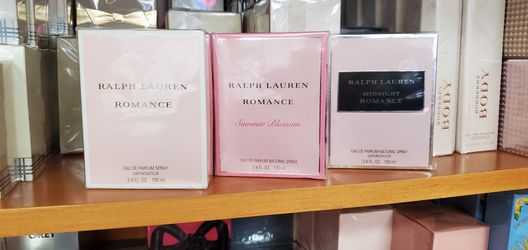 RALPH LAUREN
ROMANCE
EAU DE PARFUM SPRAY
VAPORISATEUR
3.4 FL. OZ 100 ml
RALPH LAUREN
ROMANCE
Summer Blossom
EAU DE PARFUM NATURAL SPRAY
3.4 FL. OZ. 100 ml
RALPH LAUREN
MIDNIGHT
ROMANCE
EAU DE PARFUM NATURAL SPRAY
VAPORISATEUR
3.4 FL. OZ. 100 ml
BODY
BODY